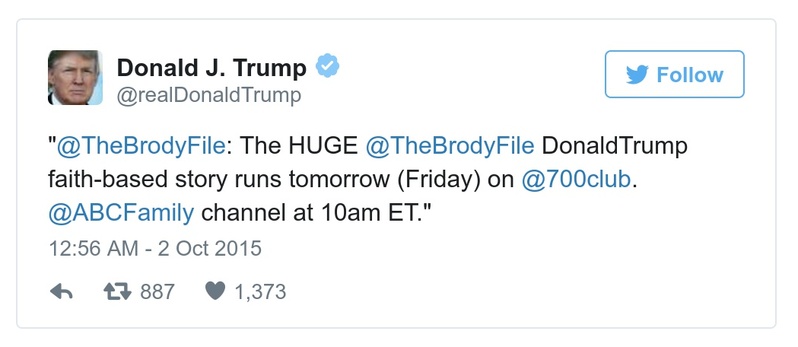 Donald J. Trump
@realDonaldTrump
Follow
"@TheBrodyFile: The HUGE @TheBrodyFile DonaldTrump
faith-based story runs tomorrow (Friday) on @700club.
@ABCFamily channel at 10am ET."
12:56 AM - 2 Oct 2015
887 1,373